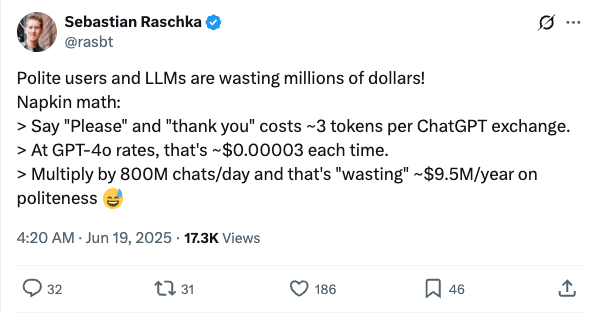 Sebastian Raschka
@rasbt
Polite users and LLMs are wasting millions of dollars!
Napkin math:
> Say "Please" and "thank you" costs ~3 tokens per ChatGPT exchange.
> At GPT-4o rates, that's ~$0.00003 each time.
> Multiply by 800M chats/day and that's "wasting" ~$9.5M/year on
politeness 😅
4:20 AM · Jun 19, 2025 · 17.3K Views
32 31 186 46